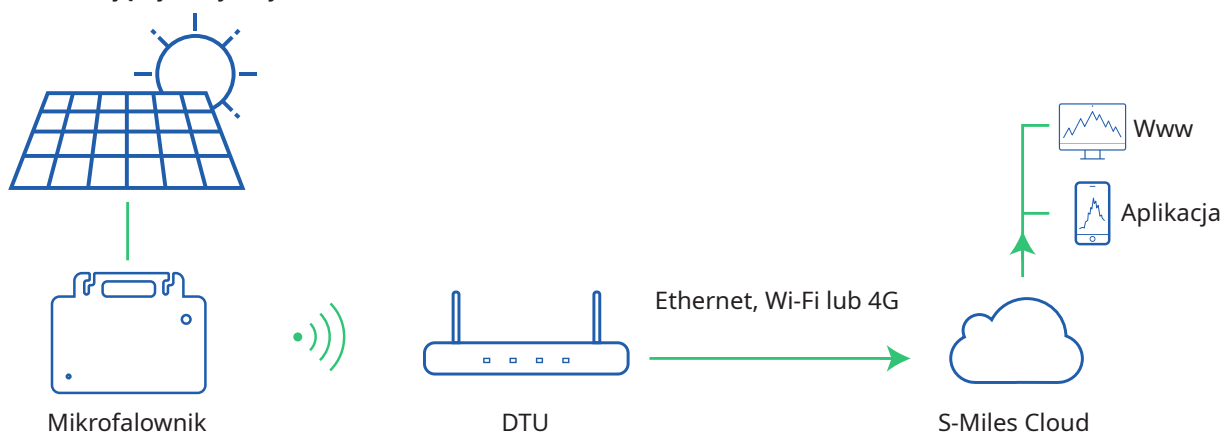 Www
Aplikacja
Ethernet, Wi-Fi lub 4G
Mikrofalownik
DTU
S-Miles Cloud